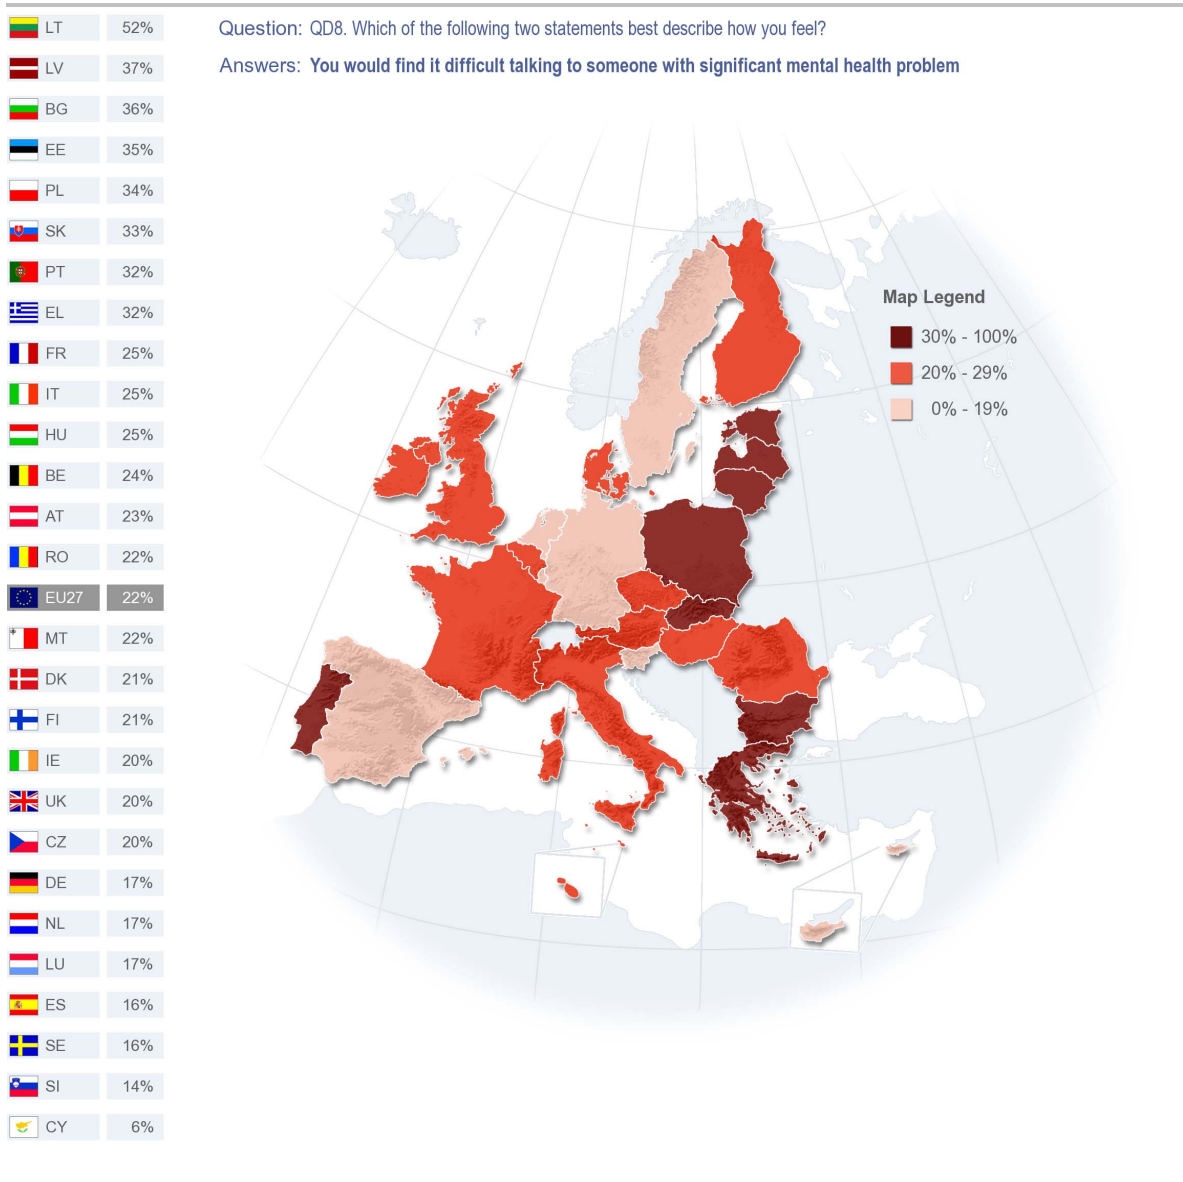 Question: QD8. Which of the following two statements best describe how you feel?
Answers: You would find it difficult talking to someone with significant mental health problem
LT 52%
LV 37%
BG 36%
EE 35%
PL 34%
SK 33%
PT 32%
EL 32%
FR 25%
IT 25%
HU 25%
BE 24%
AT 23%
RO 22%
EU27 22%
MT 22%
DK 21%
FI 21%
IE 20%
UK 20%
CZ 20%
DE 17%
NL 17%
LU 17%
ES 16%
SE 16%
SI 14%
CY 6%
Map Legend
30% - 100%
20% - 29%
0% - 19%